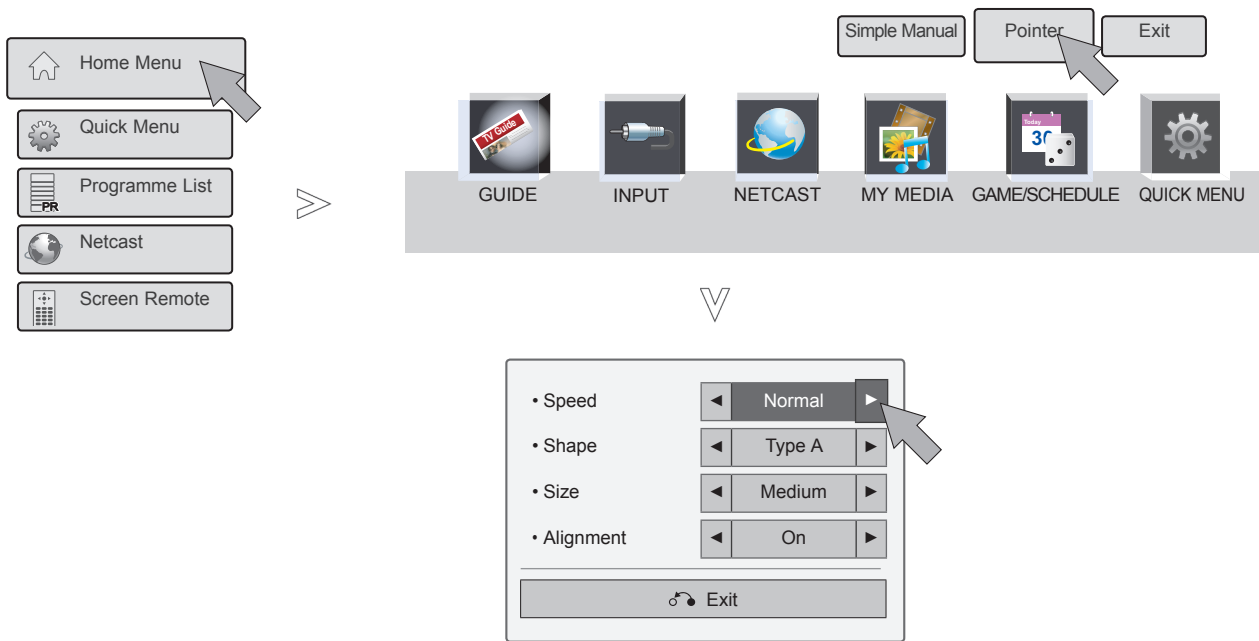 Home Menu
Quick Menu
PR
Programme List
Netcast
Screen Remote
Simple Manual
Pointer
Exit
TV Guide
Today
30
GUIDE
INPUT
NETCAST
MY MEDIA
GAME/SCHEDULE
QUICK MENU
• Speed ◄ Normal ►
• Shape ◄ Type A ►
• Size ◄ Medium ►
• Alignment ◄ On ►
Exit